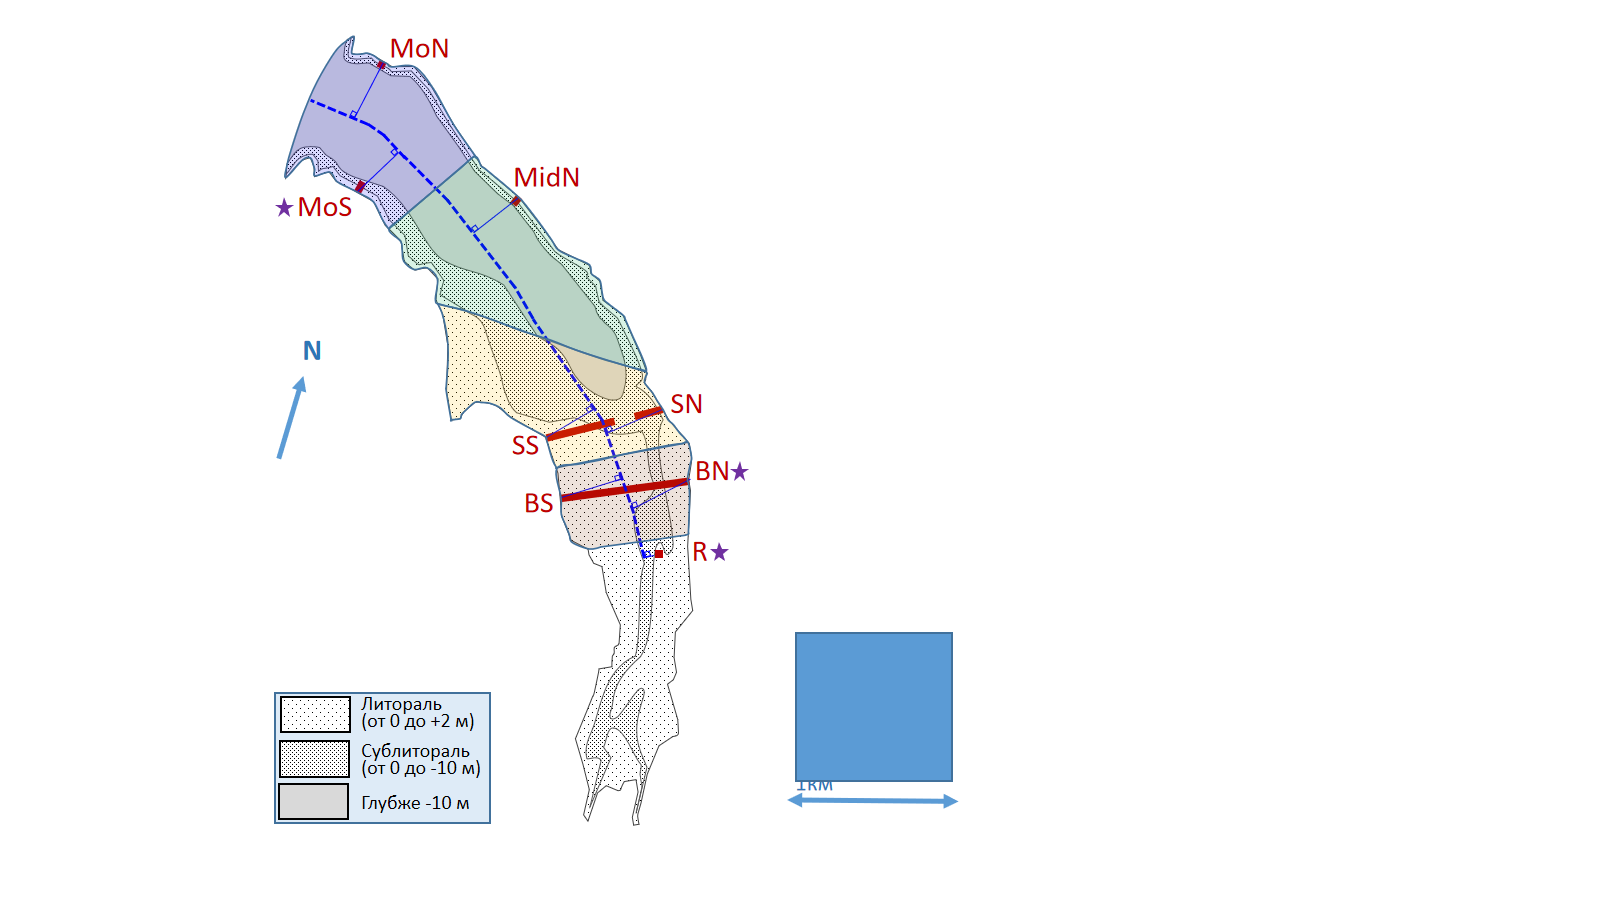 MoN
MidN
★ MoS
N
SN
SS
BN★
BS
R★
Литораль
(от 0 до +2 м)
Сублитораль
(от 0 до -10 м)
Глубже -10 м
1км